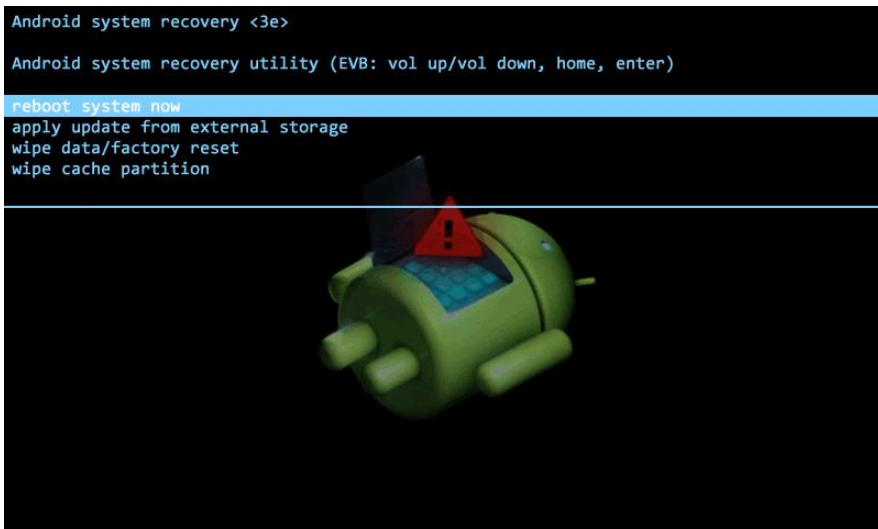 Android system recovery <3e>
Android system recovery utility (EVB: vol up/vol down, home, enter)
reboot system now
apply update from external storage
wipe data/factory reset
wipe cache partition
!